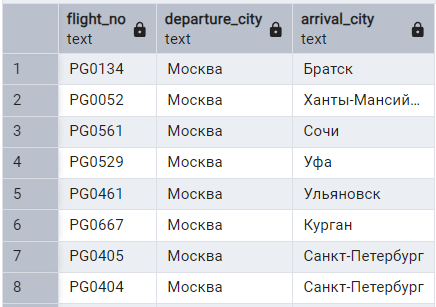 flight_no departure_city arrival_city
text text text
1 PG0134 Москва Братск
2 PG0052 Москва Ханты-Мансий...
3 PG0561 Москва Сочи
4 PG0529 Москва Уфа
5 PG0461 Москва Ульяновск
6 PG0667 Москва Курган
7 PG0405 Москва Санкт-Петербург
8 PG0404 Москва Санкт-Петербург